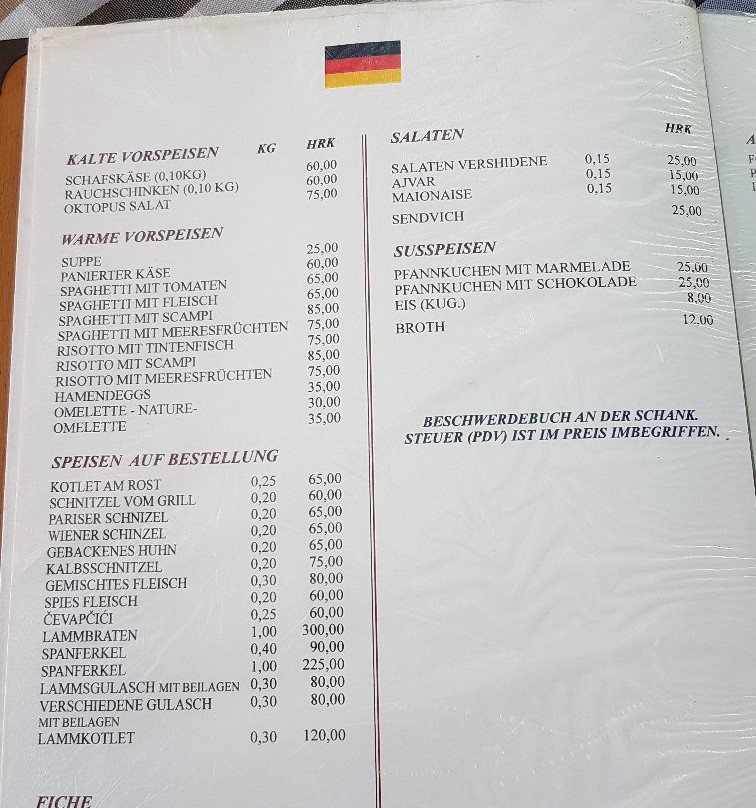 KALTE VORSPEISEN KG HRK
SCHAFSKÄSE (0,10KG) 60,00
RAUCHSCHINKEN (0,10 KG) 60,00
OKTOPUS SALAT 75,00
WARME VORSPEISEN
SUPPE 25,00
PANIERTER KÄSE 60,00
SPAGHETTI MIT TOMATEN 65,00
SPAGHETTI MIT FLEISCH 65,00
SPAGHETTI MIT SCAMPI 85,00
SPAGHETTI MIT MEERESFRÜCHTEN 75,00
RISOTTO MIT TINTENFISCH 75,00
RISOTTO MIT SCAMPI 85,00
RISOTTO MIT MEERESFRÜCHTEN 75,00
HAMENDEGGS 35,00
OMELETTE - NATURE- 30,00
OMELETTE 35,00
SPEISEN AUF BESTELLUNG
KOTLET AM ROST 0,25 65,00
SCHNITZEL VOM GRILL 0,20 60,00
PARISER SCHNIZEL 0,20 65,00
WIENER SCHINZEL 0,20 65,00
GEBACKENES HUHN 0,20 65,00
KALBSSCHNITZEL 0,20 75,00
GEMISCHTES FLEISCH 0,30 80,00
SPIES FLEISCH 0,20 60,00
ČEVAPČIĆI 0,25 60,00
LAMMBRATEN 1,00 300,00
SPANFERKEL 0,40 90,00
SPANFERKEL 1,00 225,00
LAMMSGULASCH MIT BEILAGEN 0,30 80,00
VERSCHIEDENE GULASCH 0,30 80,00
MIT BEILAGEN
LAMMKOTLET 0,30 120,00
FICHE
SALATEN HRK
SALATEN VERSHIDENE 0,15 25,00
AJVAR 0,15 15,00
MAIONAISE 0,15 15,00
SENDVICH 25,00
SUSSPEISEN
PFANNKUCHEN MIT MARMELADE 25,00
PFANNKUCHEN MIT SCHOKOLADE 25,00
EIS (KUG.) 8,00
BROTH 12,00
BESCHWERDEBUCH AN DER SCHANK.
STEUER (PDV) IST IM PREIS IMBEGRIFFEN.